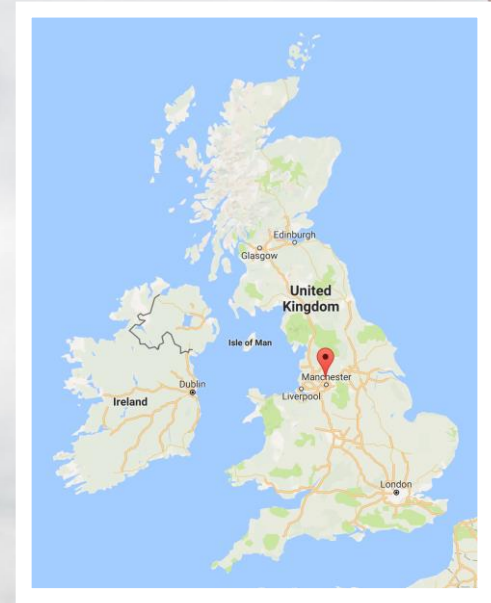 Edinburgh
Glasgow
United
Kingdom
Isle of Man
Manchester
Dublin
Liverpool
Ireland
London